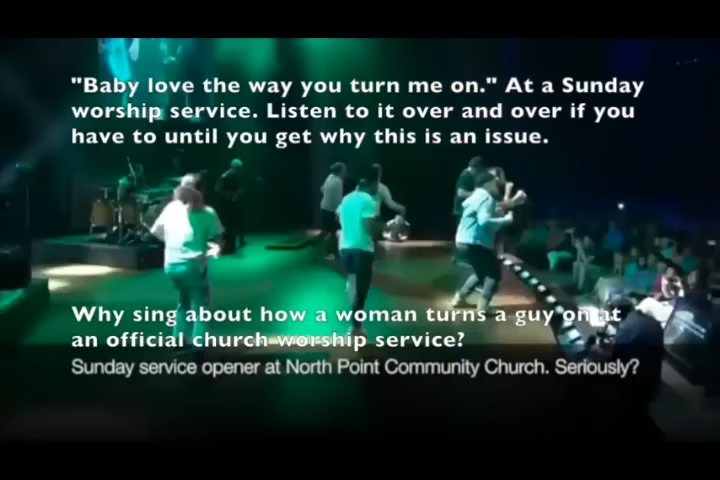 "Baby love the way you turn me on." At a Sunday
worship service. Listen to it over and over if you
have to until you get why this is an issue.
Why sing about how a woman turns a guy on at
an official church worship service?
Sunday service opener at North Point Community Church. Seriously?